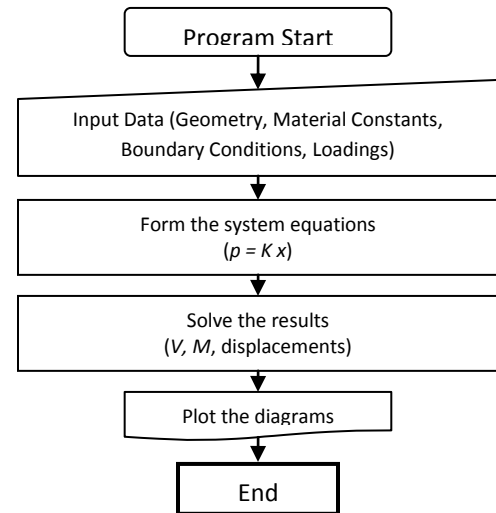 Program Start
Input Data (Geometry, Material Constants,
Boundary Conditions, Loadings)
Form the system equations
(p = K x)
Solve the results
(V, M, displacements)
Plot the diagrams
End